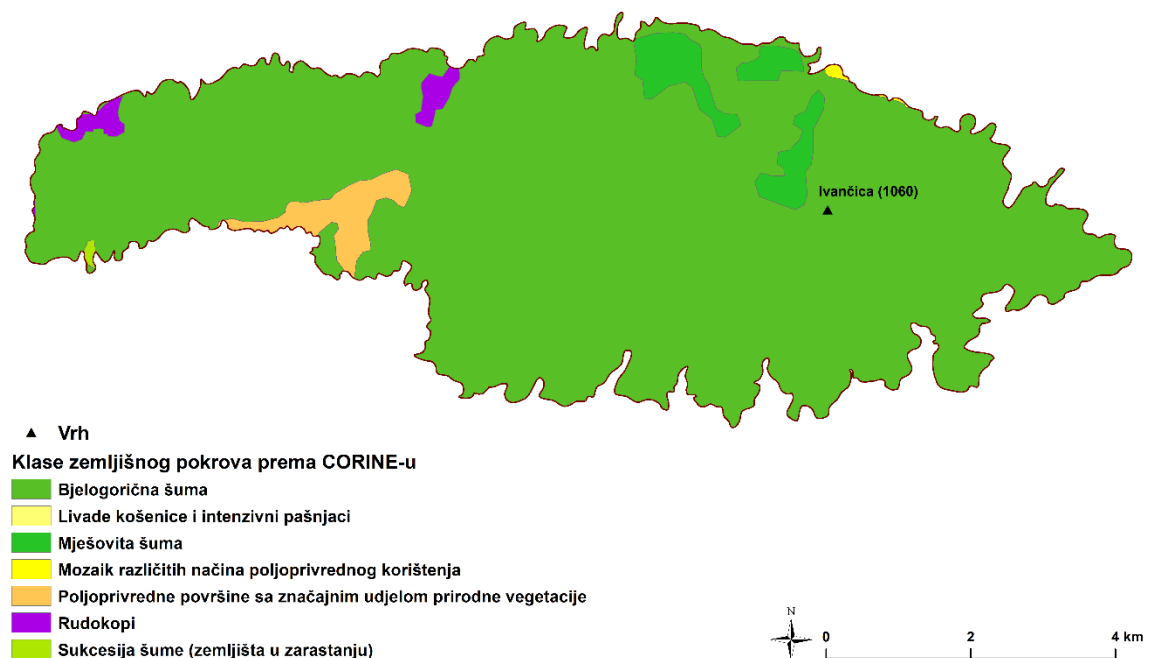 Ivančica (1060)
Vrh
Klase zemljišnog pokrova prema CORINE-u
Bjelogorična šuma
Livade košenice i intenzivni pašnjaci
Mješovita šuma
Mozaik različitih načina poljoprivrednog korištenja
Poljoprivredne površine sa značajnim udjelom prirodne vegetacije
Rudokopi
Sukcesija šume (zemljišta u zarastanju)
N
0 2 4 km